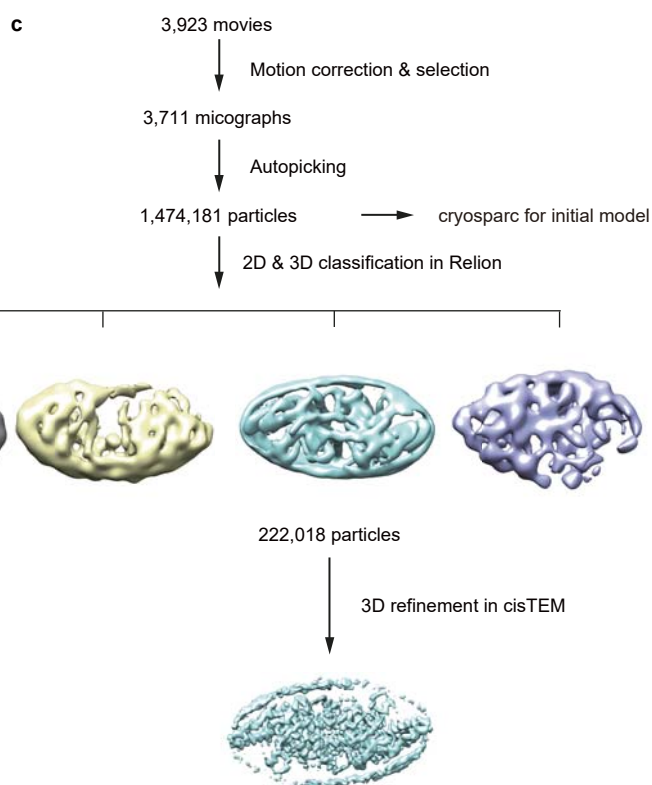 c
3,923 movies
Motion correction & selection
3,711 micographs
Autopicking
1,474,181 particles
cryosparc for initial model
2D & 3D classification in Relion
222,018 particles
3D refinement in cisTEM